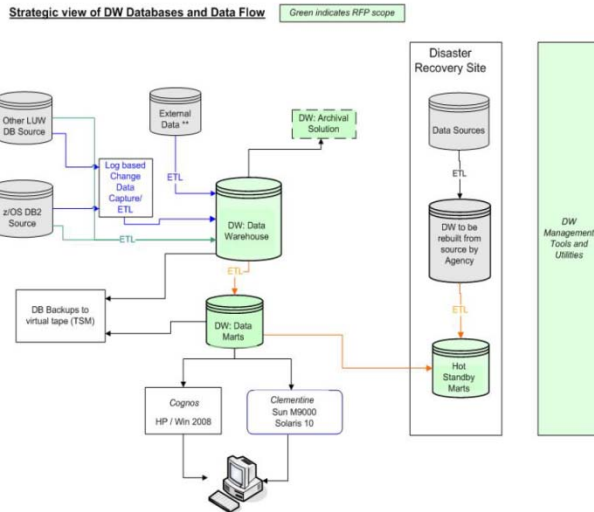 Strategic view of DW Databases and Data Flow
Green indicates RFP scope
Disaster
Recovery Site
Other LUW
DB Source
External
Data **
DW: Archival
Solution
Data Sources
Log based
Change
Data
Capture/
ETL
ETL
ETL
z/OS DB2
Source
DW: Data
Warehouse
DW to be
rebuilt from
source by
Agency
DW
Management
Tools and
Utilities
ETL
ETL
DB Backups to
virtual tape (TSM)
DW: Data
Marts
ETL
Hot
Standby
Marts
Cognos
HP / Win 2008
Clementine
Sun M9000
Solaris 10